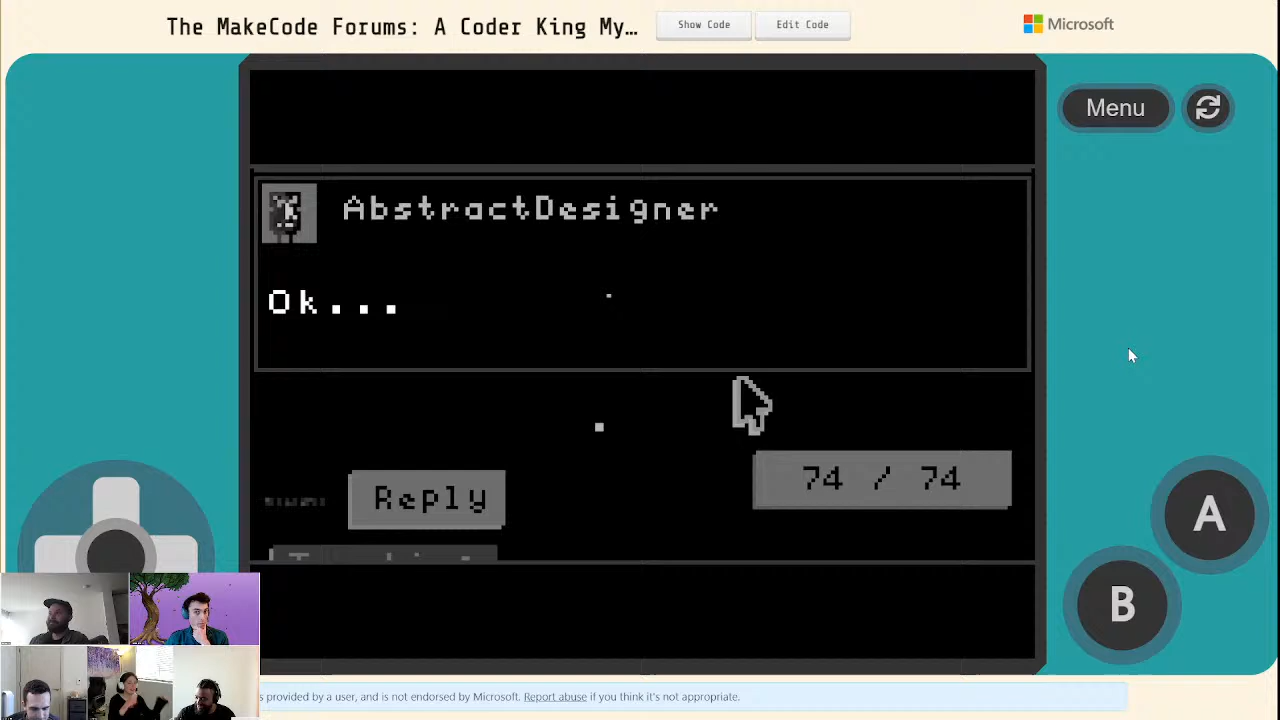 The MakeCode Forums: A Coder King My…
Show Code
Edit Code
Microsoft
Menu
AbstractDesigner
Ok...
Reply
74 / 74
A
B
s provided by a user, and is not endorsed by Microsoft. Report abuse if you think it's not appropriate.